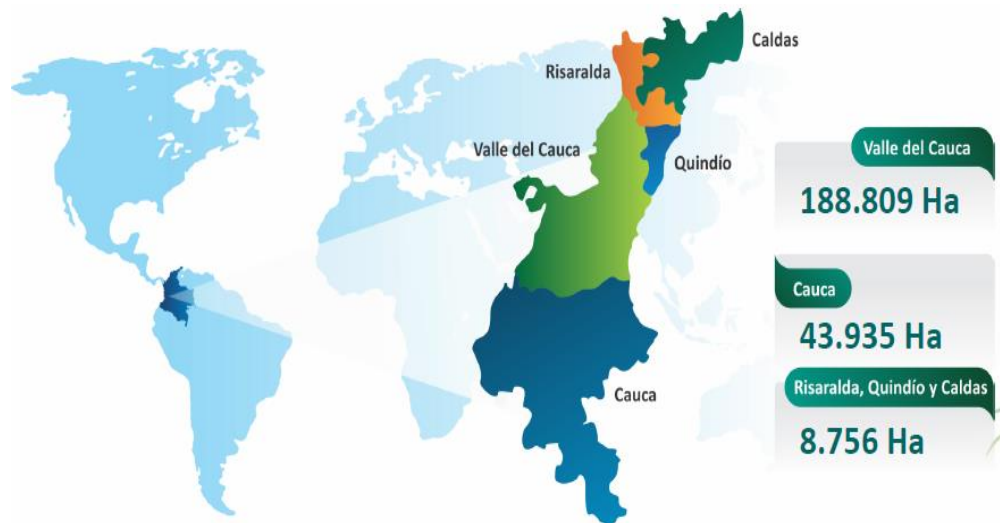 Caldas
Risaralda
Valle del Cauca
Quindío
Cauca
Valle del Cauca
188.809 Ha
Cauca
43.935 Ha
Risaralda, Quindío y Caldas
8.756 Ha